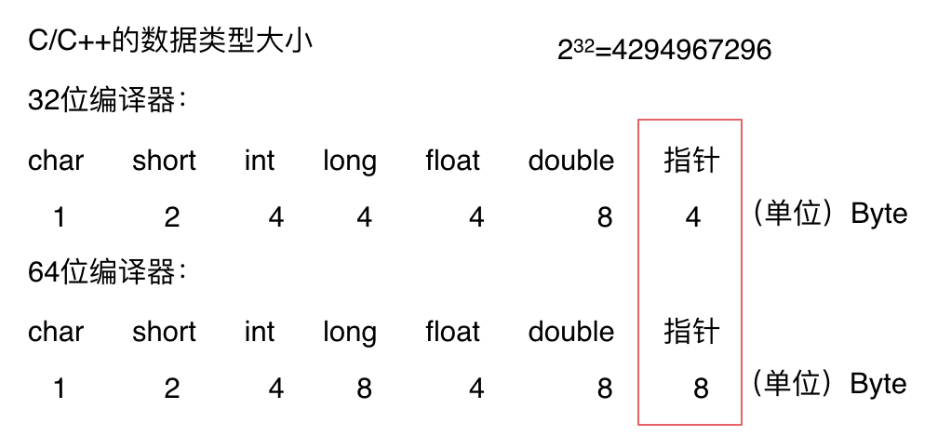 C/C++的数据类型大小
2³²=4294967296
32位编译器：
char short int long float double 指针
1 2 4 4 4 8 4 （单位）Byte
64位编译器：
char short int long float double 指针
1 2 4 8 4 8 8 （单位）Byte